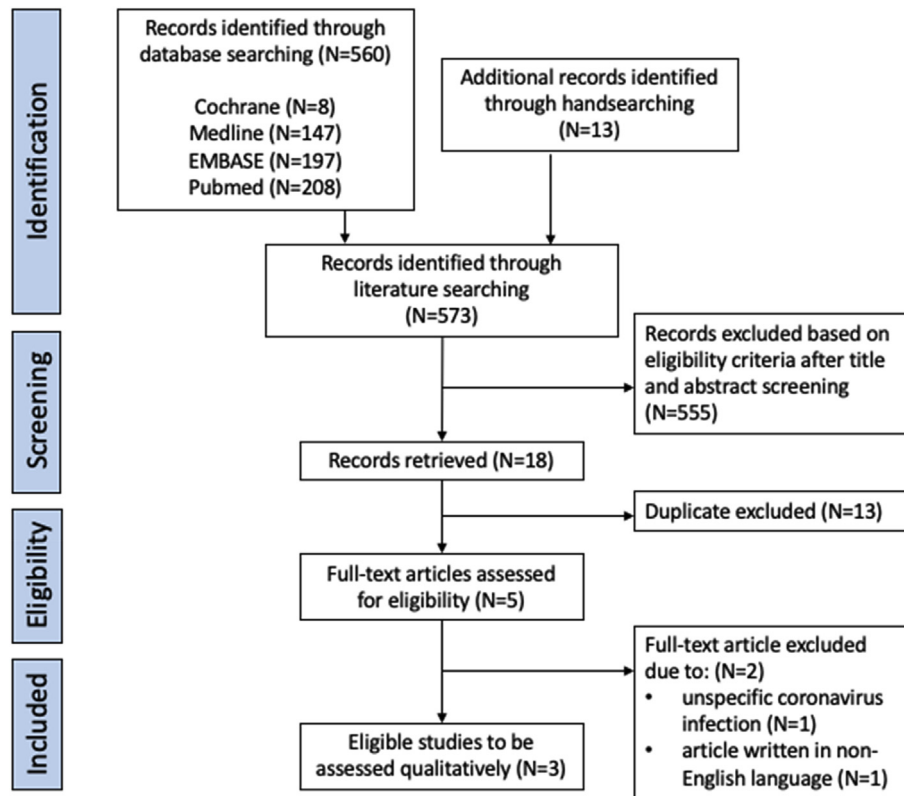 Identification
Records identified through
database searching (N=560)
Cochrane (N=8)
Medline (N=147)
EMBASE (N=197)
Pubmed (N=208)
Additional records identified
through handsearching
(N=13)
Records identified through
literature searching
(N=573)
Screening
Records excluded based on
eligibility criteria after title
and abstract screening
(N=555)
Records retrieved (N=18)
Duplicate excluded (N=13)
Eligibility
Full-text articles assessed
for eligibility (N=5)
Included
Full-text article excluded
due to: (N=2)
• unspecific coronavirus
infection (N=1)
• article written in non-
English language (N=1)
Eligible studies to be
assessed qualitatively (N=3)